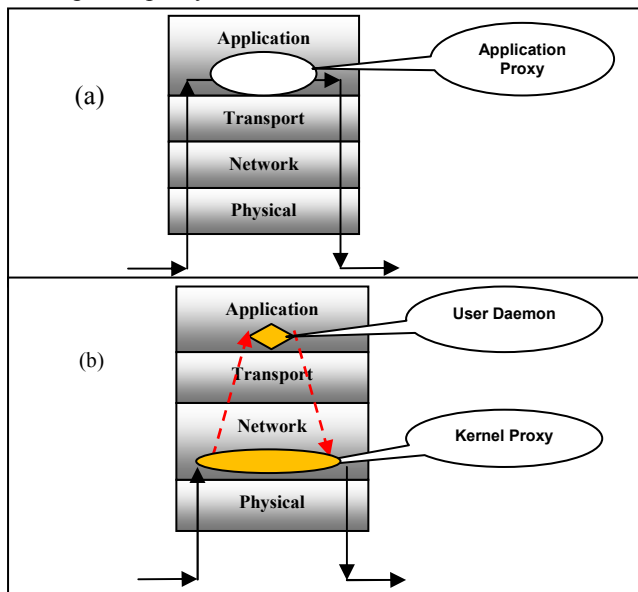 Application
Application
Proxy
(a)
Transport
Network
Physical
Application
User Daemon
(b)
Transport
Network
Kernel Proxy
Physical